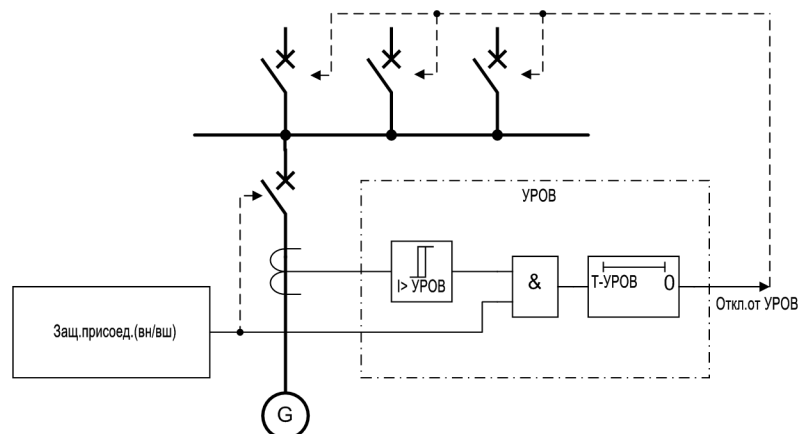 УРОВ
I> УРОВ
&
Т-УРОВ 0
Откл.от УРОВ
Защ.присоед.(вн/вш)
G